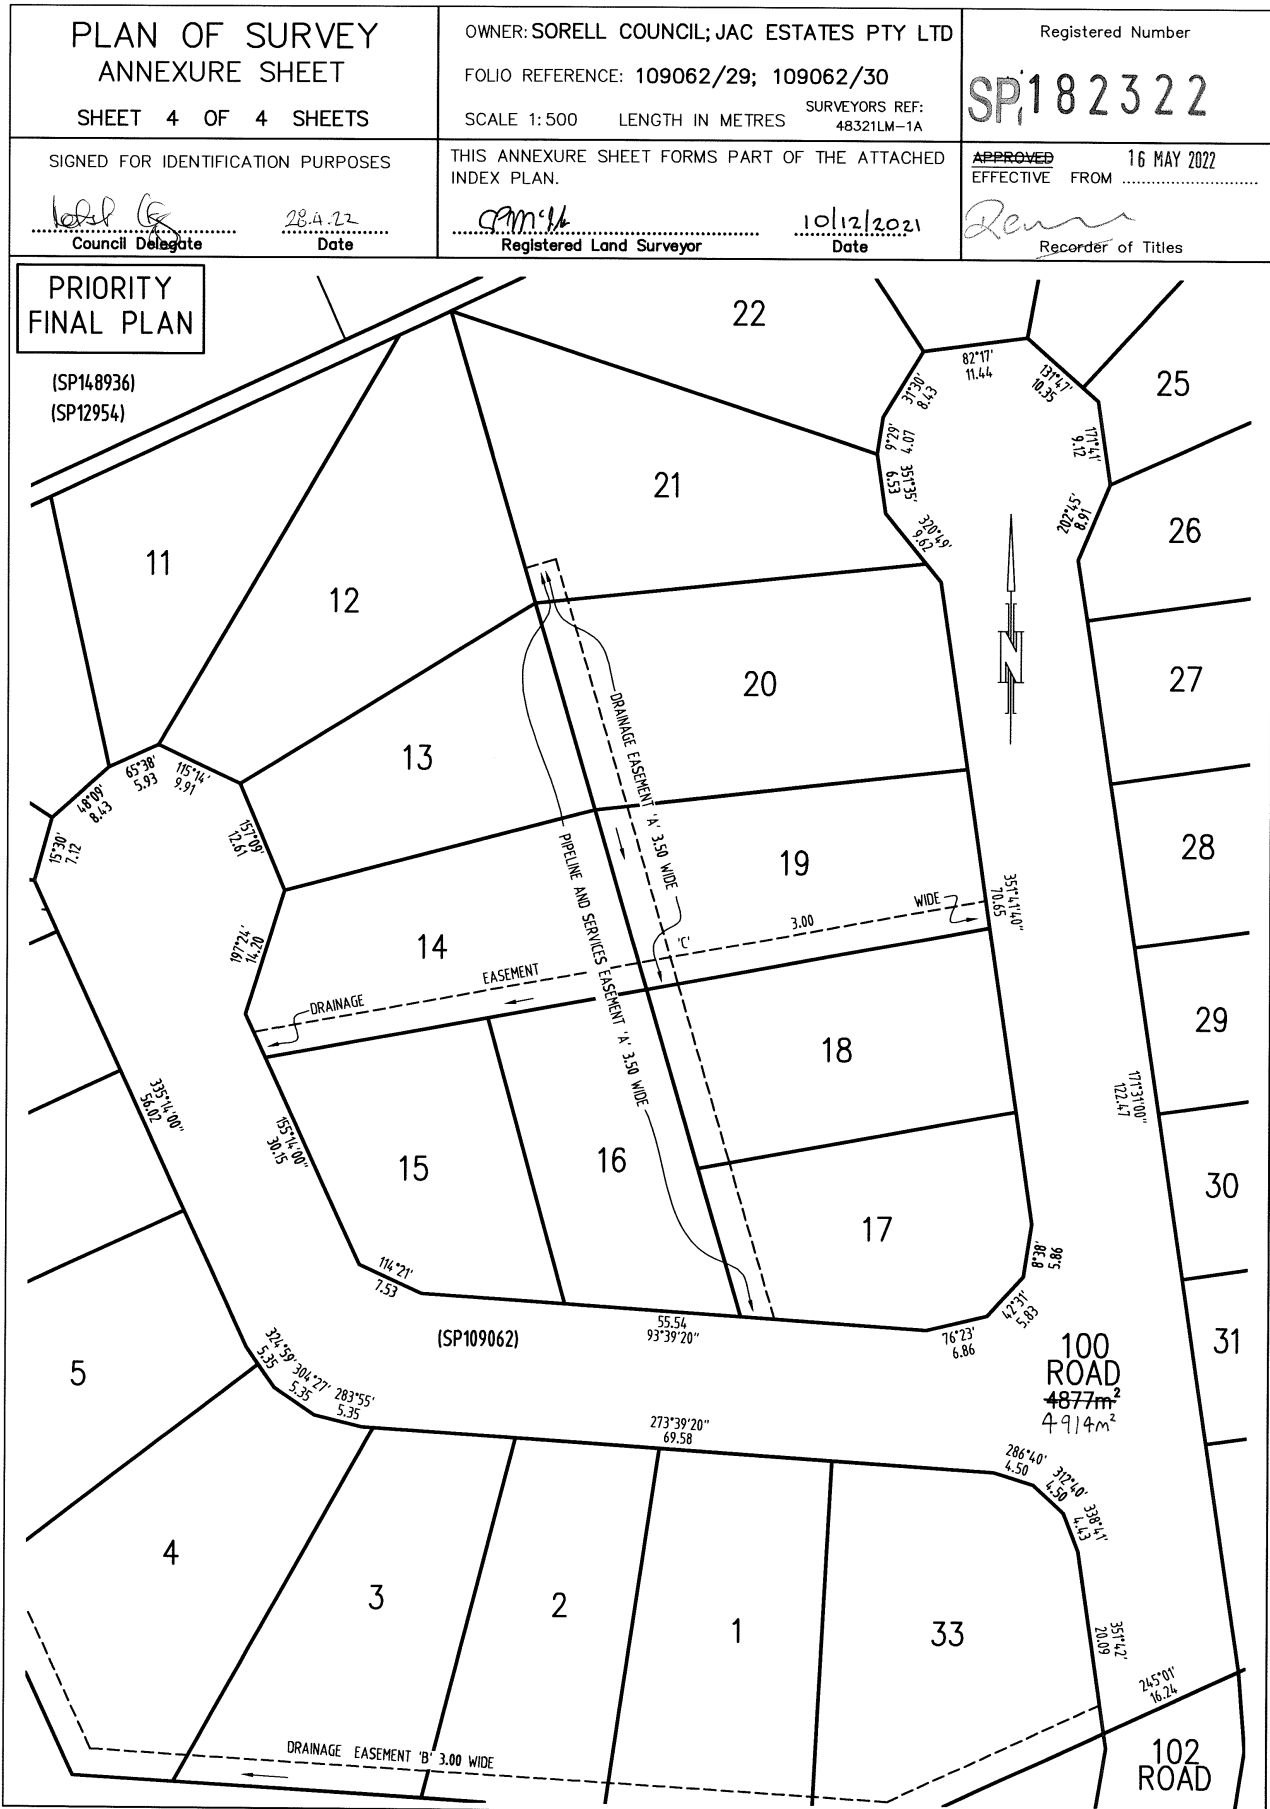 PLAN OF SURVEY
ANNEXURE SHEET
SHEET 4 OF 4 SHEETS
OWNER: SORELL COUNCIL; JAC ESTATES PTY LTD
FOLIO REFERENCE: 109062/29; 109062/30
SCALE 1:500 LENGTH IN METRES
SURVEYORS REF:
48321LM-1A
Registered Number
SP 182322
SIGNED FOR IDENTIFICATION PURPOSES
28.4.22
Council Delegate Date
THIS ANNEXURE SHEET FORMS PART OF THE ATTACHED
INDEX PLAN.
10/12/2021
Registered Land Surveyor Date
APPROVED 16 MAY 2022
EFFECTIVE FROM
Recorder of Titles
PRIORITY
FINAL PLAN
(SP148936)
(SP12954)
22
82°17'
11.44
131°47'
10.35
25
31°30'
8.43
9°29'
4.07
171°41'
9.12
351°35'
6.53
21
320°49'
9.62
202°45'
8.91
26
11
12
N
20
27
13
DRAINAGE EASEMENT 'A' 3.50 WIDE
65°38'
5.93
115°14'
9.91
48°09'
8.43
15°30'
7.12
157°09'
12.61
PIPELINE AND SERVICES EASEMENT 'A' 3.50 WIDE
19
28
351°41'40"
70.65
14
197°24'
14.20
DRAINAGE EASEMENT 'C' 3.00 WIDE
18
29
335°14'00"
56.02
155°14'00"
30.15
171°31'00"
122.47
15
16
30
17
114°21'
7.53
8°38'
5.86
42°31'
5.83
76°23'
6.86
55.54
93°39'20"
(SP109062)
100
ROAD
4877m²
4914m²
31
5
324°59'
5.35
304°27'
5.35
283°55'
5.35
273°39'20"
69.58
286°40'
4.50
312°40'
4.50
338°41'
4.43
4
3
2
1
33
351°42'
20.09
245°01'
16.24
DRAINAGE EASEMENT 'B' 3.00 WIDE
102
ROAD